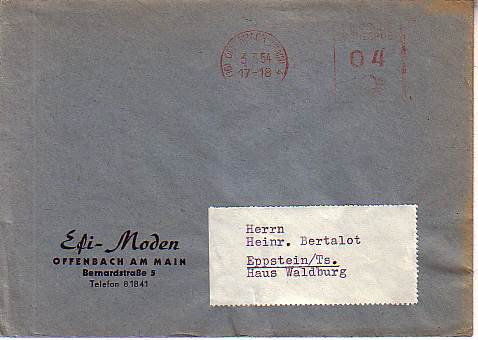 3.3.54
17-18
04
Efi-Moden
OFFENBACH AM MAIN
Bernardstraße 5
Telefon 81841
Herrn
Heinr. Bertalot
Eppstein/Ts.
Haus Waldburg